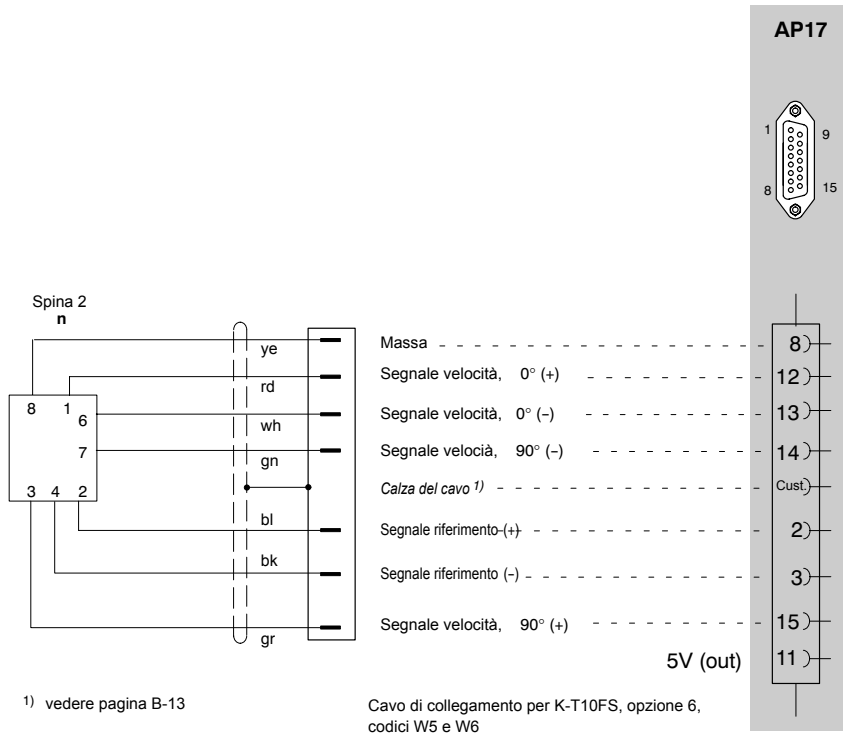 AP17
1
9
8
15
Spina 2
n
ye
Massa
8
rd
Segnale velocità, 0° (+)
12
8 1
6
wh
Segnale velocità, 0° (–)
13
7
gn
Segnale velocià, 90° (–)
14
Calza del cavo 1)
Cust.
3 4 2
bl
Segnale riferimento (+)
2
bk
Segnale riferimento (–)
3
gr
Segnale velocità, 90° (+)
15
5V (out)
11
1) vedere pagina B-13
Cavo di collegamento per K-T10FS, opzione 6,
codici W5 e W6